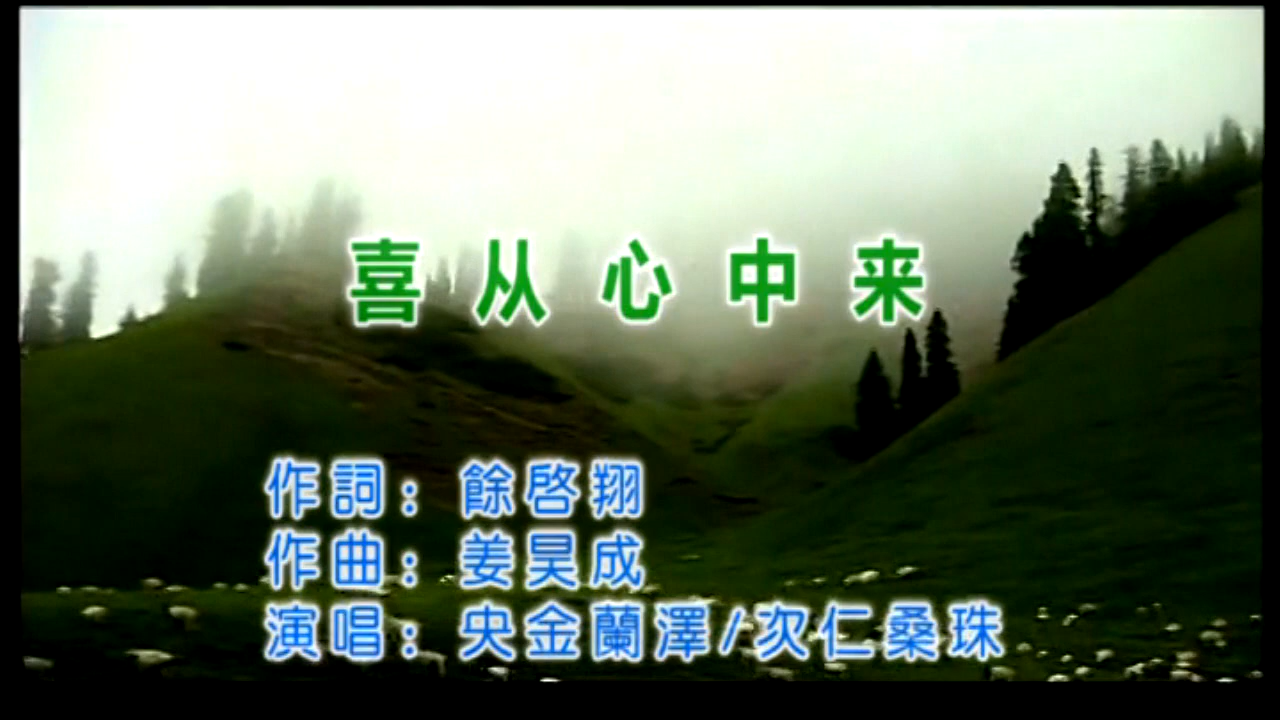 喜从心中来
作詞：餘啓翔
作曲：姜昊成
演唱：央金蘭澤/次仁桑珠